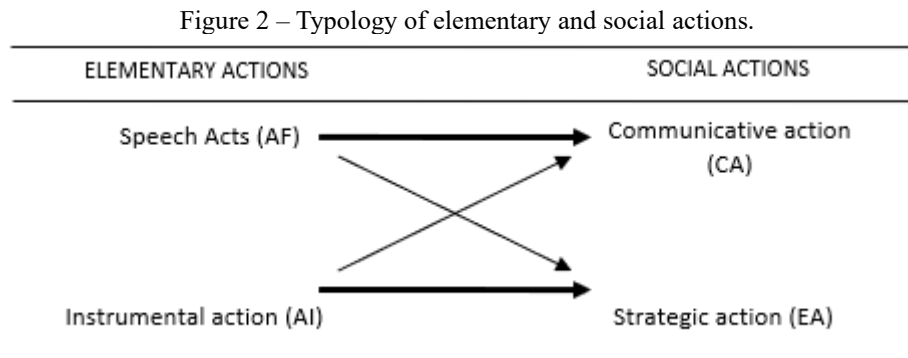 Figure 2 – Typology of elementary and social actions.
ELEMENTARY ACTIONS
SOCIAL ACTIONS
Speech Acts (AF)
Communicative action
(CA)
Instrumental action (AI)
Strategic action (EA)